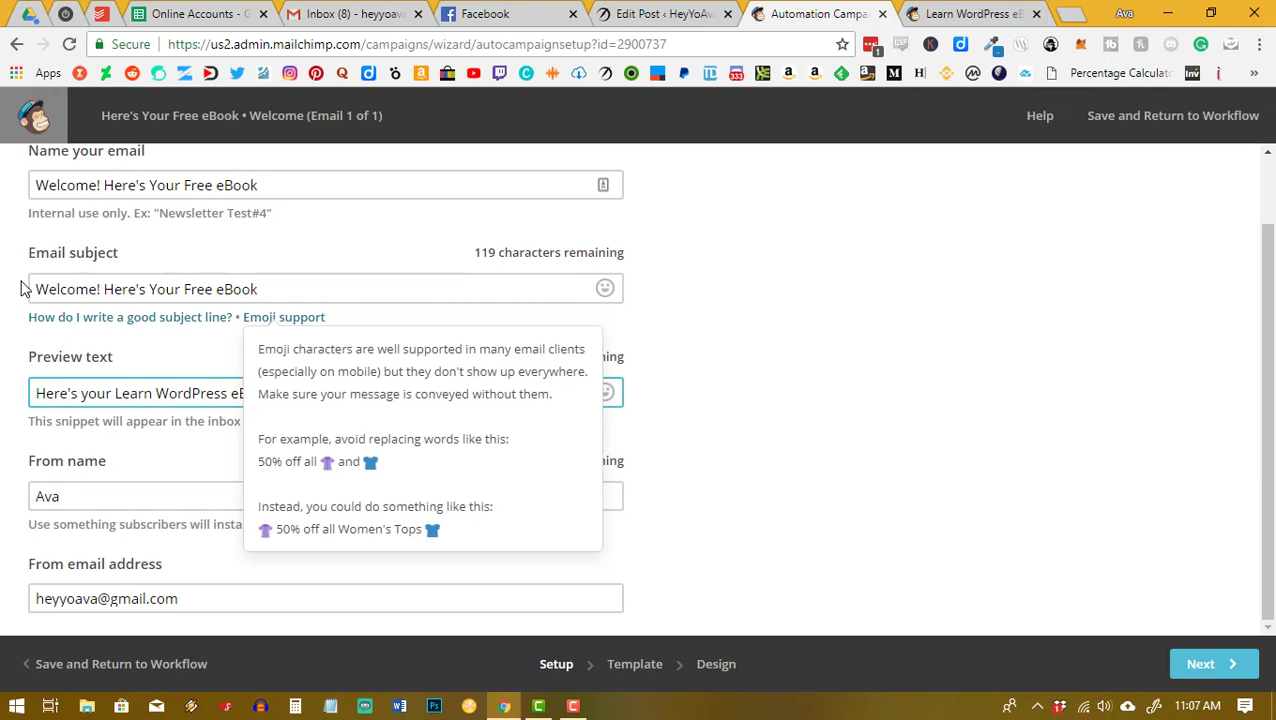 Online Accounts - G
Inbox (8) - heyyoava
Facebook
Edit Post ‹ HeyYoAva
Automation Campa
Learn WordPress eB
Ava
Secure
https://us2.admin.mailchimp.com/campaigns/wizard/autocampaignsetup?id=2900737
Apps
Percentage Calculato
Inv
Here's Your Free eBook • Welcome (Email 1 of 1)
Help
Save and Return to Workflow
Name your email
Welcome! Here's Your Free eBook
Internal use only. Ex: "Newsletter Test#4"
Email subject
119 characters remaining
Welcome! Here's Your Free eBook
How do I write a good subject line? • Emoji support
Emoji characters are well supported in many email clients
(especially on mobile) but they don't show up everywhere.
Make sure your message is conveyed without them.
For example, avoid replacing words like this:
50% off all and
Instead, you could do something like this:
50% off all Women's Tops
Preview text
ning
Here's your Learn WordPress eB
This snippet will appear in the inbox
From name
ning
Ava
Use something subscribers will insta
From email address
heyyoava@gmail.com
Save and Return to Workflow
Setup
Template
Design
Next
11:07 AM